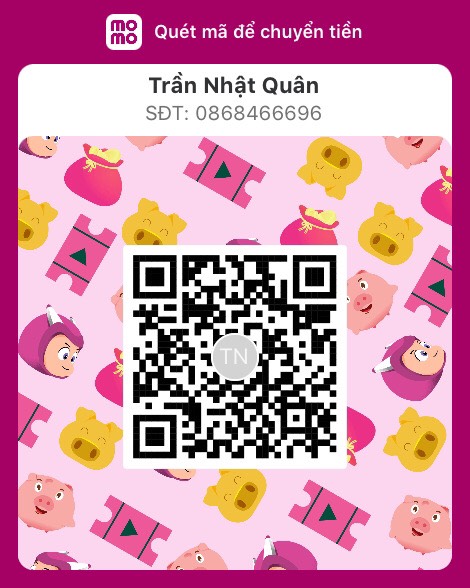 mo
mo
Quét mã để chuyển tiền
Trần Nhật Quân
SĐT: 0868466696
TN